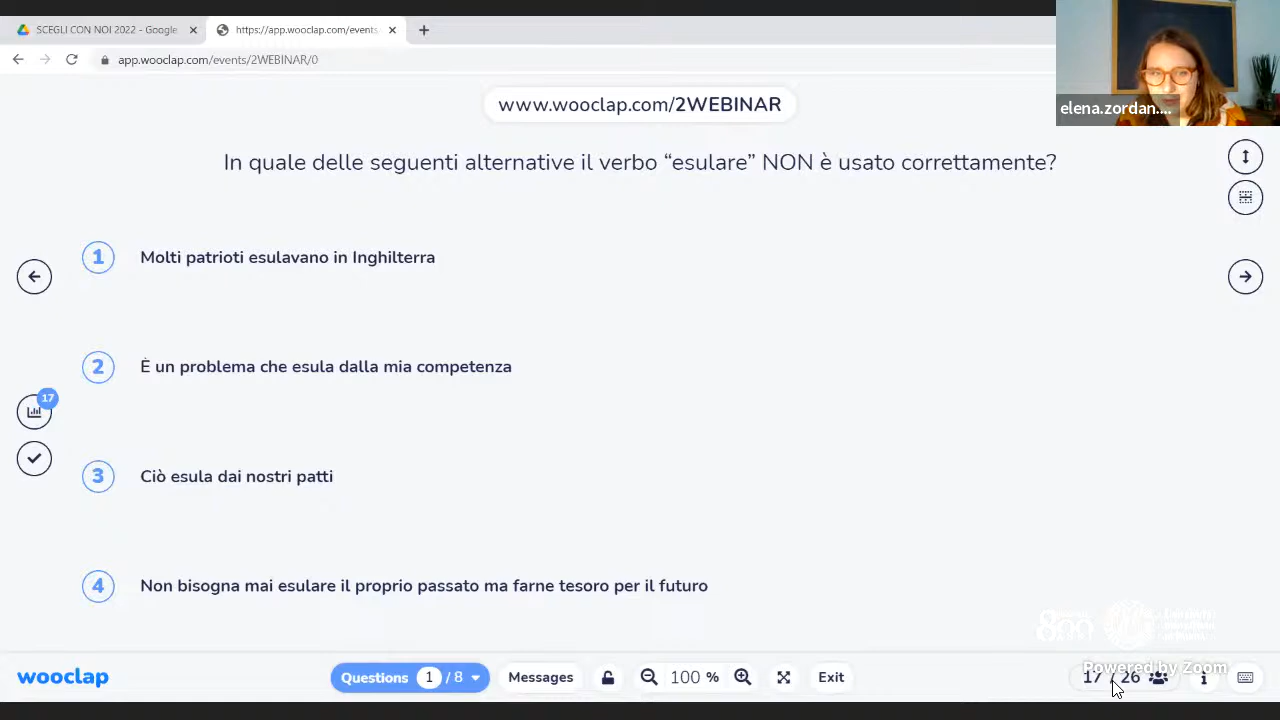 SCEGLI CON NOI 2022 - Google
https://app.wooclap.com/events
app.wooclap.com/events/2WEBINAR/0
elena.zordan....
www.wooclap.com/2WEBINAR
In quale delle seguenti alternative il verbo “esulare” NON è usato correttamente?
1 Molti patrioti esulavano in Inghilterra
2 È un problema che esula dalla mia competenza
17
3 Ciò esula dai nostri patti
4 Non bisogna mai esulare il proprio passato ma farne tesoro per il futuro
800
Powered by Zoom
wooclap Questions 1 / 8 Messages 100 % Exit 17 / 26